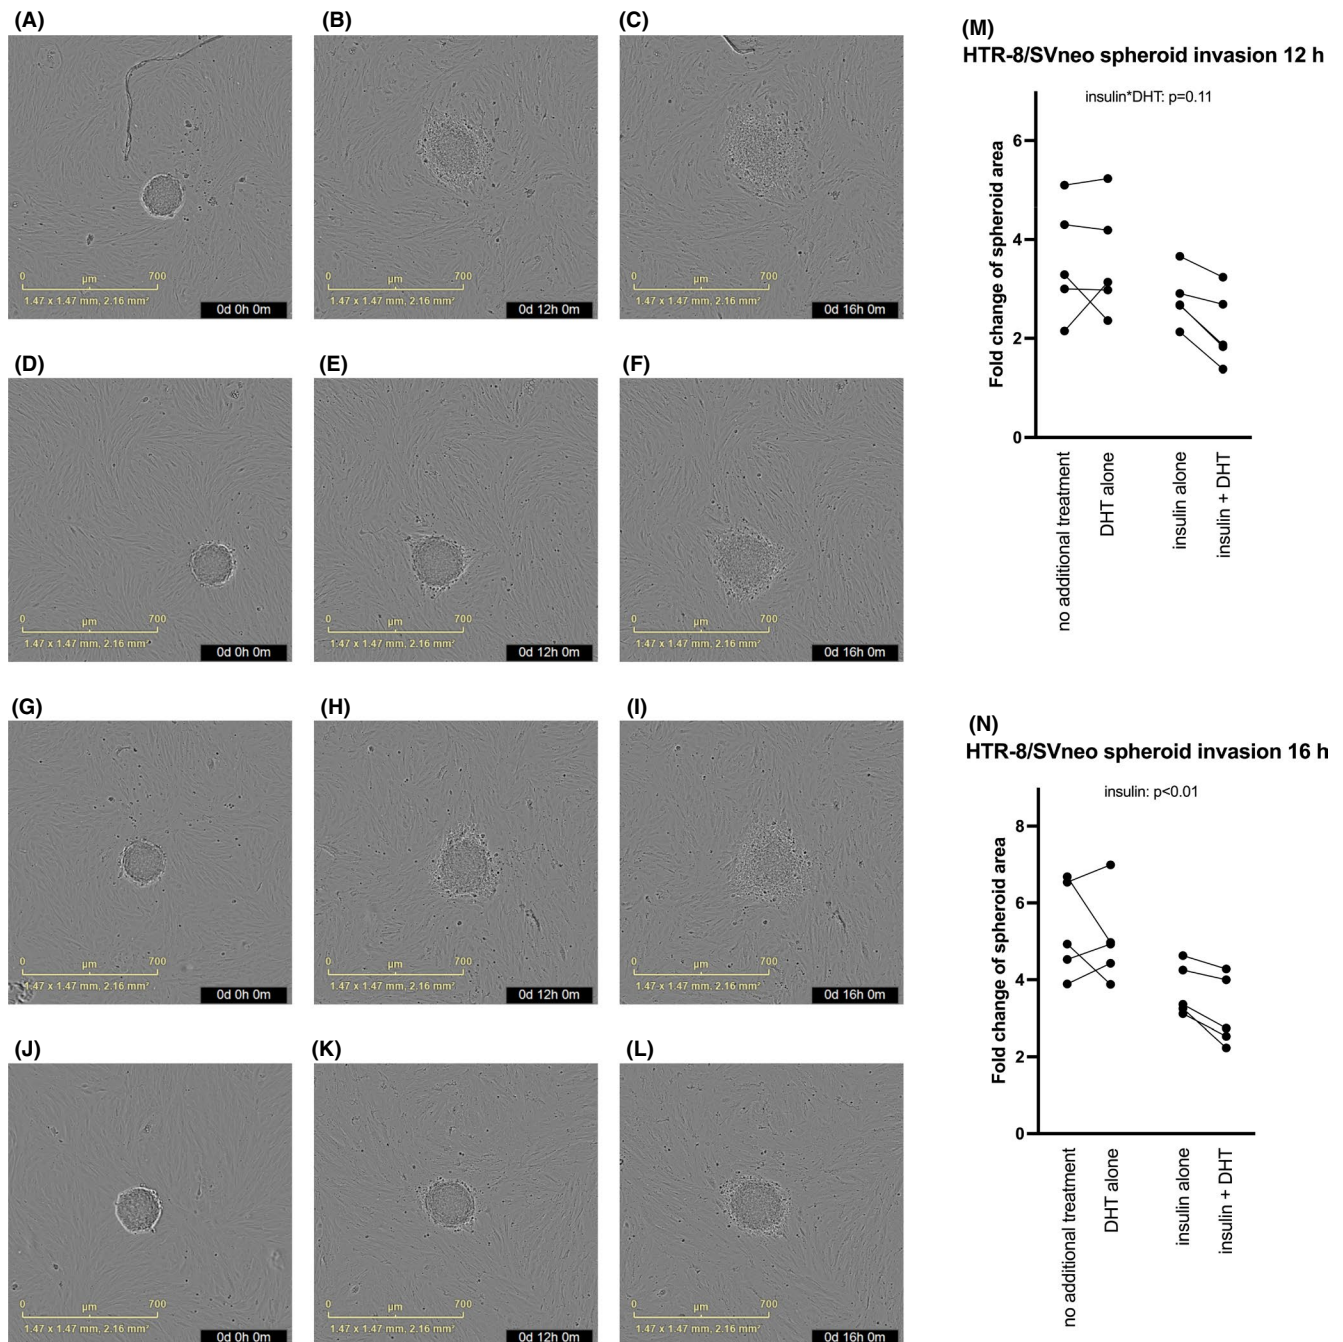 (A)
(B)
(C)
0 µm 700
1.47 x 1.47 mm, 2.16 mm²
0d 0h 0m
0 µm 700
1.47 x 1.47 mm, 2.16 mm²
0d 12h 0m
0 µm 700
1.47 x 1.47 mm, 2.16 mm²
0d 16h 0m
(D)
(E)
(F)
0 µm 700
1.47 x 1.47 mm, 2.16 mm²
0d 0h 0m
0 µm 700
1.47 x 1.47 mm, 2.16 mm²
0d 12h 0m
0 µm 700
1.47 x 1.47 mm, 2.16 mm²
0d 16h 0m
(G)
(H)
(I)
0 µm 700
1.47 x 1.47 mm, 2.16 mm²
0d 0h 0m
0 µm 700
1.47 x 1.47 mm, 2.16 mm²
0d 12h 0m
0 µm 700
1.47 x 1.47 mm, 2.16 mm²
0d 16h 0m
(J)
(K)
(L)
0 µm 700
1.47 x 1.47 mm, 2.16 mm²
0d 0h 0m
0 µm 700
1.47 x 1.47 mm, 2.16 mm²
0d 12h 0m
0 µm 700
1.47 x 1.47 mm, 2.16 mm²
0d 16h 0m
(M)
HTR-8/SVneo spheroid invasion 12 h
insulin*DHT: p=0.11
Fold change of spheroid area
6
4
2
0
no additional treatment
DHT alone
insulin alone
insulin + DHT
(N)
HTR-8/SVneo spheroid invasion 16 h
insulin: p<0.01
Fold change of spheroid area
8
6
4
2
0
no additional treatment
DHT alone
insulin alone
insulin + DHT